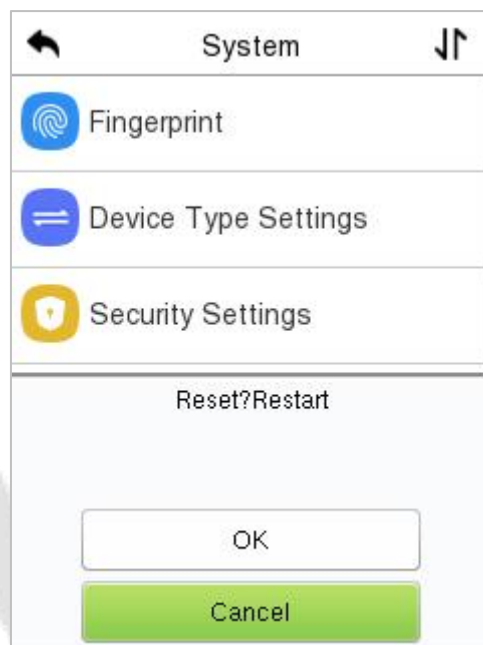 System
Fingerprint
Device Type Settings
Security Settings
Reset?Restart
OK
Cancel